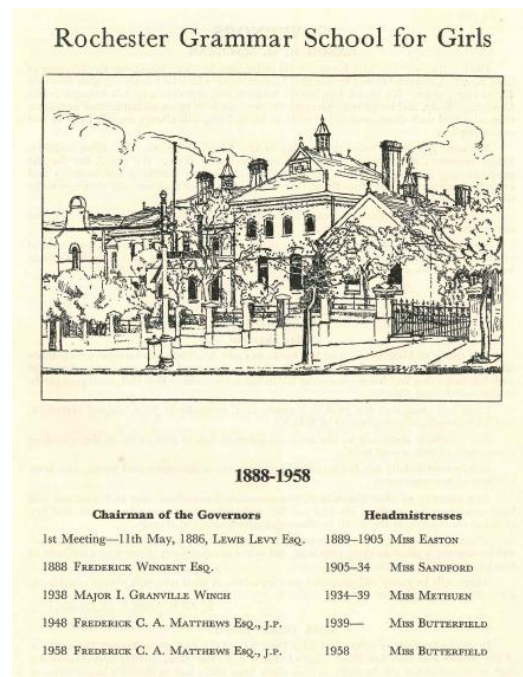 Rochester Grammar School for Girls
1888-1958
Chairman of the Governors
1st Meeting—11th May, 1886, LEWIS LEVY ESQ.
1888 FREDERICK WINGENT ESQ.
1938 MAJOR I. GRANVILLE WINCH
1948 FREDERICK C. A. MATTHEWS ESQ., J.P.
1958 FREDERICK C. A. MATTHEWS ESQ., J.P.
Headmistresses
1889–1905 MISS EASTON
1905–34 MISS SANDFORD
1934–39 MISS METHUEN
1939— MISS BUTTERFIELD
1958 MISS BUTTERFIELD